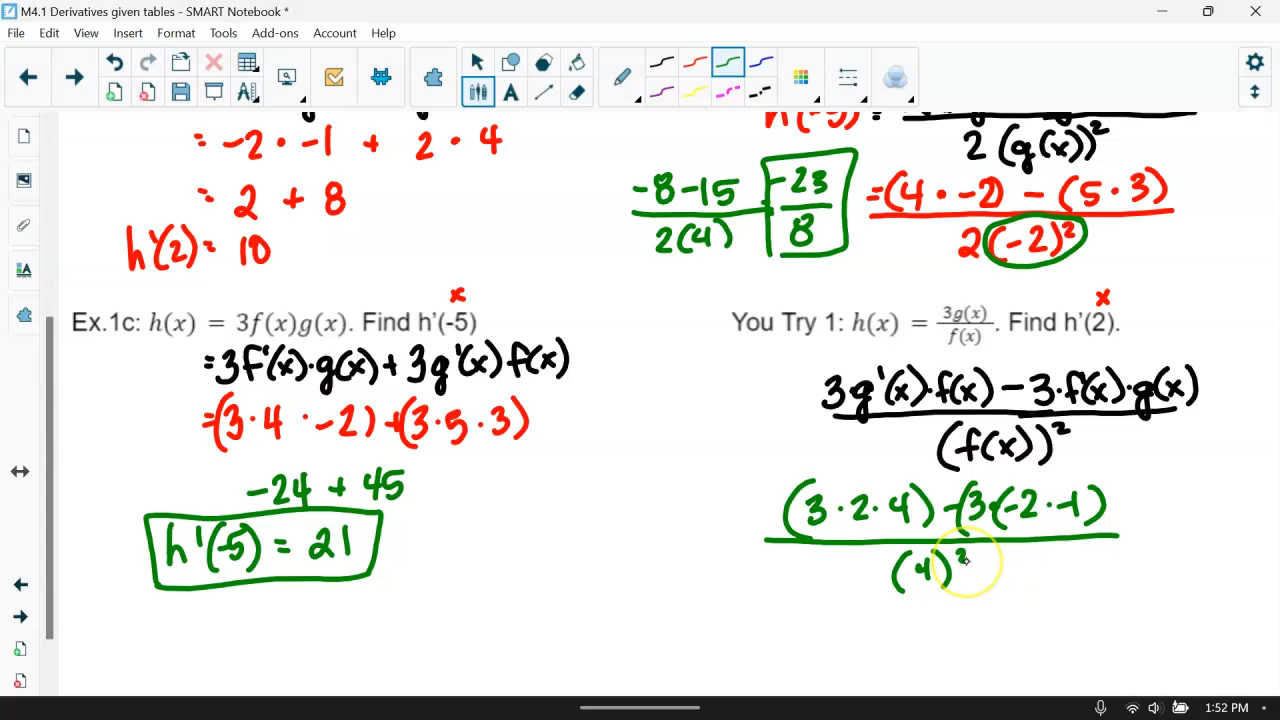 M4.1 Derivatives given tables - SMART Notebook *
File Edit View Insert Format Tools Add-ons Account Help
= -2 · -1 + 2 · 4
= 2 + 8
h'(2) = 10
2 (g(x))²
= (4 · -2) - (5 · 3)
2 (-2)²
-8 - 15
2(4)
-23
8
x
Ex.1c: h(x) = 3f(x)g(x). Find h'(-5)
= 3f'(x)·g(x) + 3g'(x) f(x)
= (3 · 4 · -2) + (3 · 5 · 3)
-24 + 45
h'(-5) = 21
x
You Try 1: h(x) = 3g(x)/f(x). Find h'(2).
3g'(x)·f(x) - 3·f'(x)·g(x)
(f(x))²
(3 · 2 · 4) - (3 · (-2 · -1)
(4)²
1:52 PM